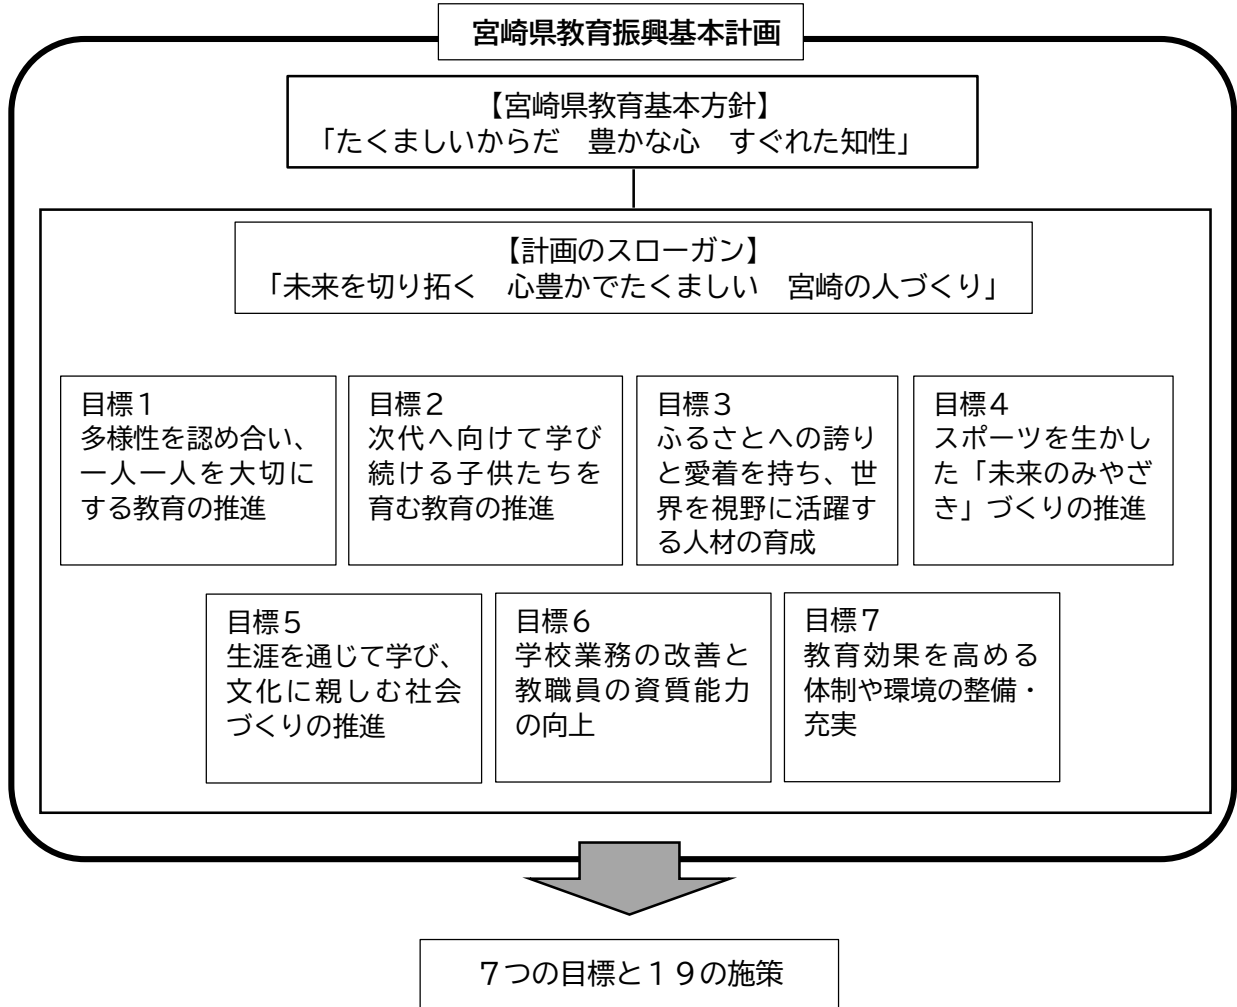 宮崎県教育振興基本計画
【宮崎県教育基本方針】
「たくましいからだ　豊かな心　すぐれた知性」
【計画のスローガン】
「未来を切り拓く　心豊かでたくましい　宮崎の人づくり」
目標１
多様性を認め合い、
一人一人を大切に
する教育の推進
目標２
次代へ向けて学び
続ける子供たちを
育む教育の推進
目標３
ふるさとへの誇り
と愛着を持ち、世
界を視野に活躍す
る人材の育成
目標４
スポーツを生かし
た「未来のみやざ
き」づくりの推進
目標５
生涯を通じて学び、
文化に親しむ社会
づくりの推進
目標６
学校業務の改善と
教職員の資質能力
の向上
目標７
教育効果を高める
体制や環境の整備・
充実
７つの目標と１９の施策